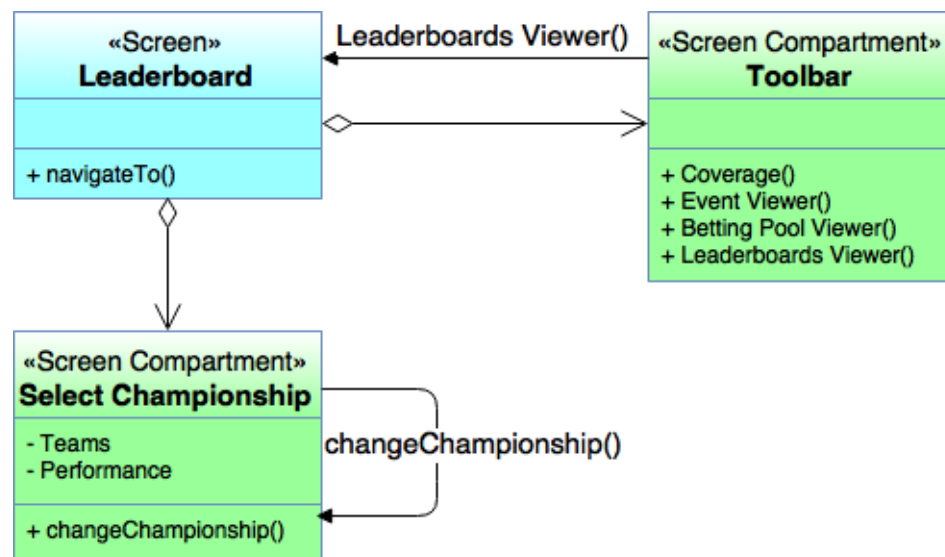 «Screen»
Leaderboard
+ navigateTo()
Leaderboards Viewer()
«Screen Compartment»
Toolbar
+ Coverage()
+ Event Viewer()
+ Betting Pool Viewer()
+ Leaderboards Viewer()
«Screen Compartment»
Select Championship
- Teams
- Performance
+ changeChampionship()
changeChampionship()